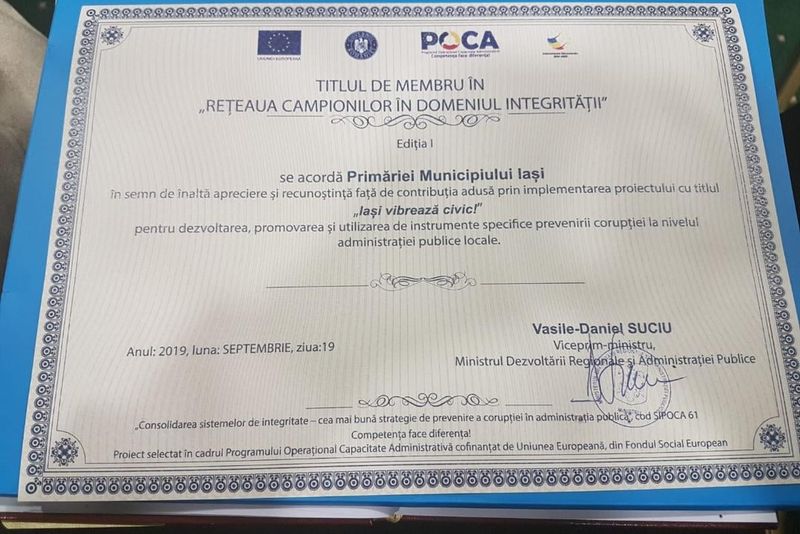 UNIUNEA EUROPEANĂ
POCA
Programul Operațional Capacitate Administrativă
Competența face diferența!
TITLUL DE MEMBRU ÎN
„REȚEAUA CAMPIONILOR ÎN DOMENIUL INTEGRITĂȚII”
Ediția I
se acordă Primăriei Municipiului Iași
în semn de înaltă apreciere și recunoștință față de contribuția adusă prin implementarea proiectului cu titlul
„Iași vibrează civic!”
pentru dezvoltarea, promovarea și utilizarea de instrumente specifice prevenirii corupției la nivelul
administrației publice locale.
Vasile-Daniel SUCIU
Viceprim-ministru,
Anul: 2019, luna: SEPTEMBRIE, ziua:19
Ministrul Dezvoltării Regionale și Administrației Publice
„Consolidarea sistemelor de integritate – cea mai bună strategie de prevenire a corupției în administrația publică”, cod SIPOCA 61
Competența face diferența!
Proiect selectat în cadrul Programului Operațional Capacitate Administrativă cofinanțat de Uniunea Europeană, din Fondul Social European